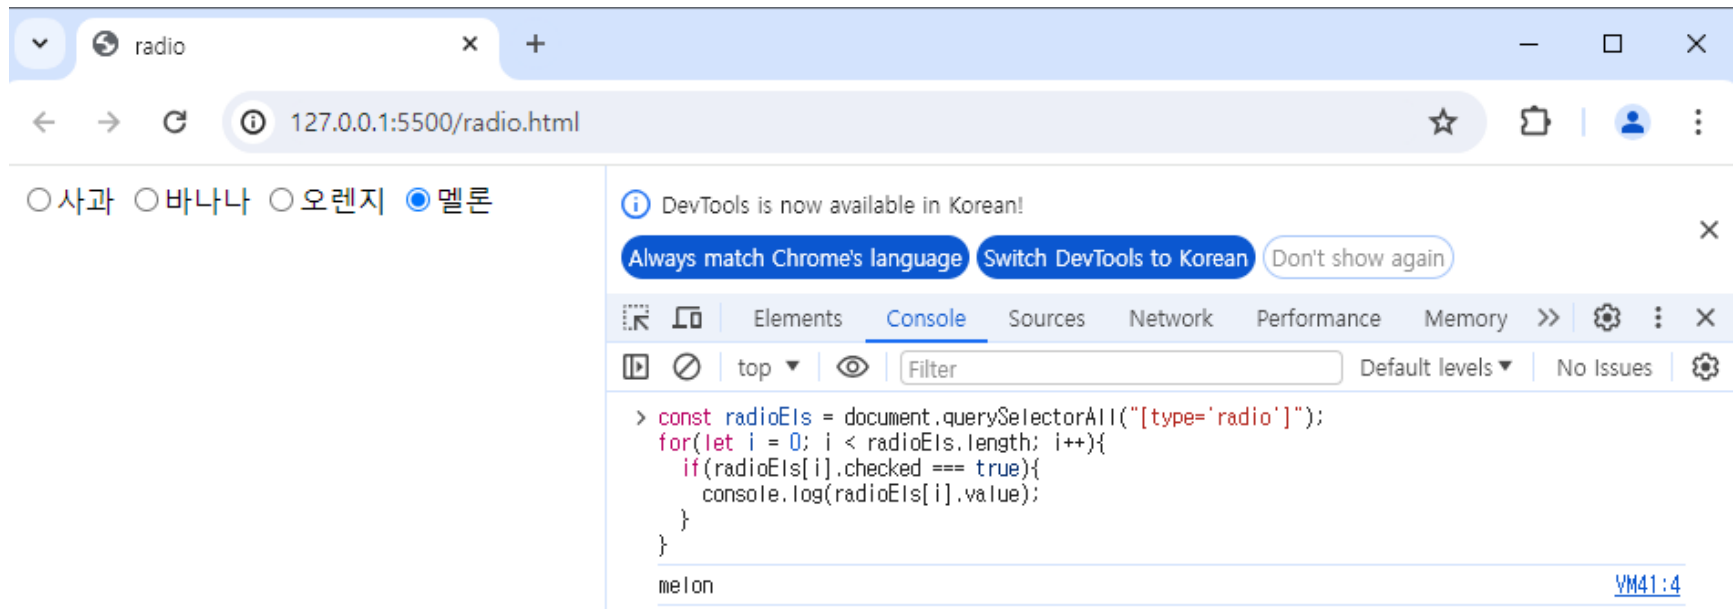 radio
127.0.0.1:5500/radio.html
사과 바나나 오렌지 멜론
DevTools is now available in Korean!
Always match Chrome's language Switch DevTools to Korean Don't show again
Elements Console Sources Network Performance Memory
top Filter Default levels No Issues
const radioEls = document.querySelectorAll("[type='radio']");
for(let i = 0; i < radioEls.length; i++){
if(radioEls[i].checked === true){
console.log(radioEls[i].value);
}
}
melon VM41:4